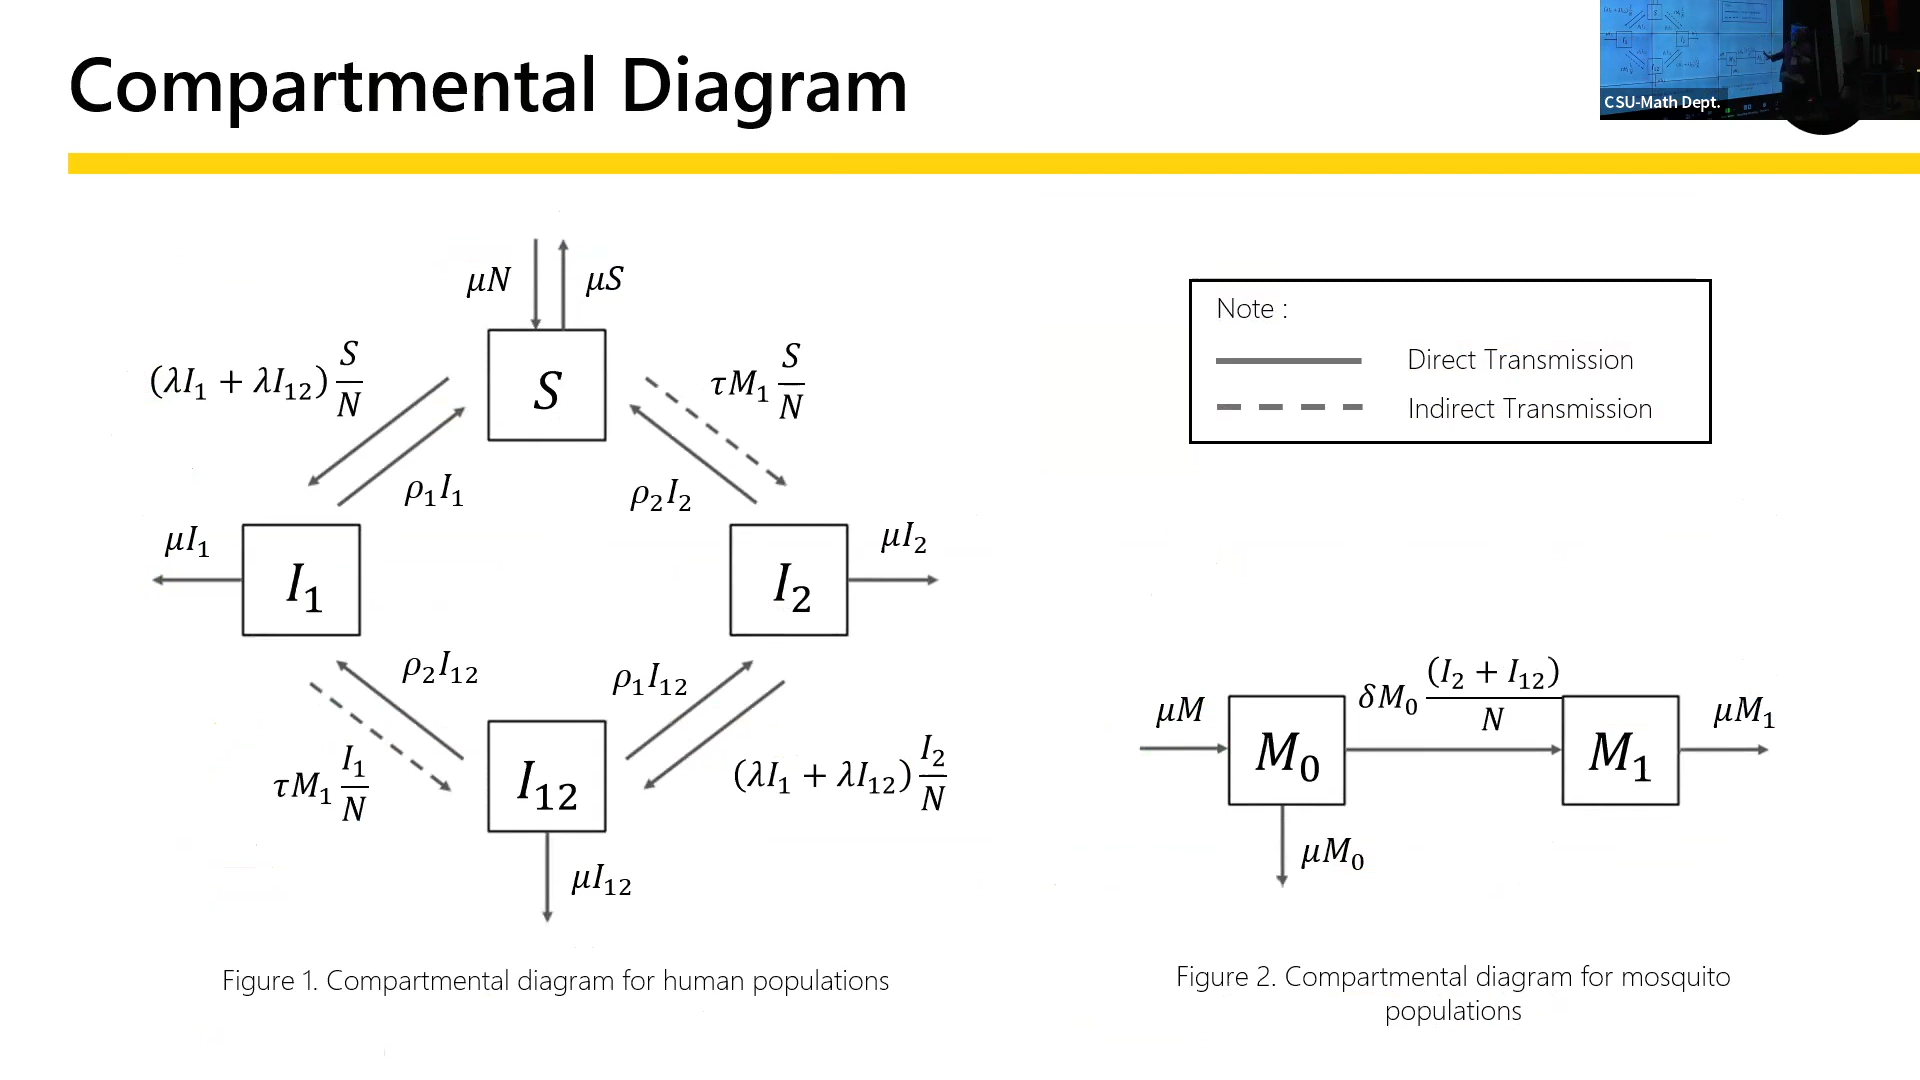 Compartmental Diagram
CSU-Math Dept.
μN
μS
(λI₁ + λI₁₂) S/N
τM₁ S/N
S
ρ₁I₁
ρ₂I₂
μI₁
μI₂
I₁
I₂
ρ₂I₁₂
ρ₁I₁₂
τM₁ I₁/N
(λI₁ + λI₁₂) I₂/N
I₁₂
μI₁₂
Figure 1. Compartmental diagram for human populations
Note :
Direct Transmission
Indirect Transmission
μM
δM₀ (I₂ + I₁₂)/N
μM₁
M₀
M₁
μM₀
Figure 2. Compartmental diagram for mosquito
populations